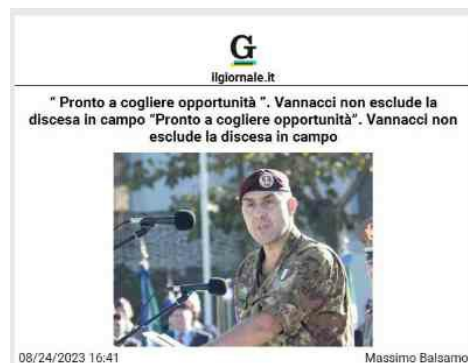 G
ilgiornale.it
“ Pronto a cogliere opportunità ”. Vannacci non esclude la
discesa in campo “Pronto a cogliere opportunità”. Vannacci non
esclude la discesa in campo
08/24/2023 16:41
Massimo Balsamo